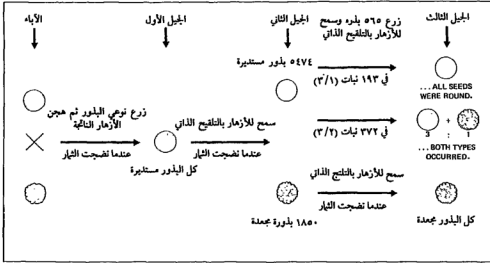 الآباء
الجيل الأول
الجيل الثاني
زرع ٥٦٥ بذره وسمح
للأزهار بالتلقيح الذاتي
الجيل الثالث
٥٤٧٤ بذور مستديرة
في ١٩٣ نبات (٣/١)
...ALL SEEDS
WERE ROUND.
زرع نوعي البذور ثم هجن
الأزهار الناتجة
عندما نضجت الثمار
كل البذور مستديرة
سمح للأزهار بالتلقيح الذاتي
عندما نضجت الثمار
في ٣٧٢ نبات (٣/٢)
+
3 : 1
...BOTH TYPES
OCCURRED.
سمح للأزهار بالتلتج الذاتي
عندما نضجت الثمار
١٨٥٠ بذورة مجعدة
كل البذور مجعدة